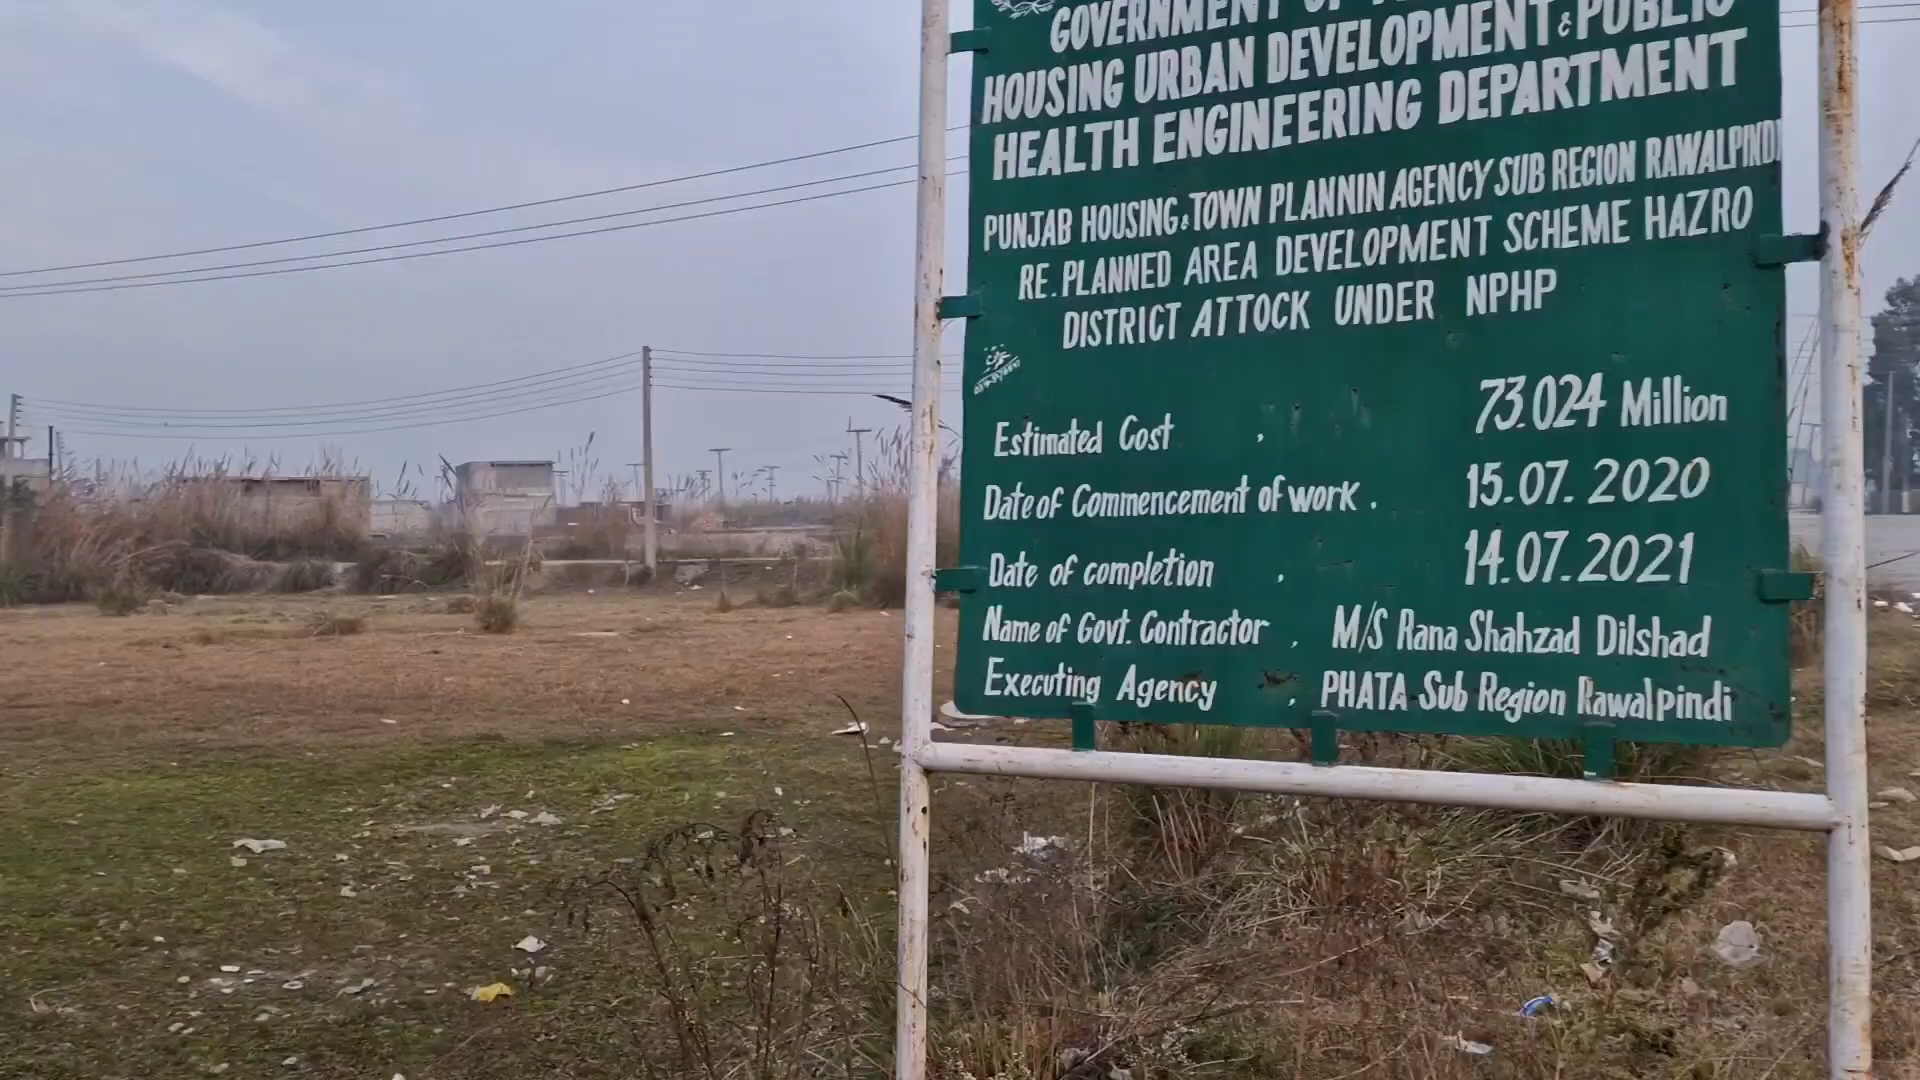 GOVERNMENT OF
HOUSING URBAN DEVELOPMENT & PUBLIC
HEALTH ENGINEERING DEPARTMENT
PUNJAB HOUSING & TOWN PLANNIN AGENCY SUB REGION RAWALPINDI
RE.PLANNED AREA DEVELOPMENT SCHEME HAZRO
DISTRICT ATTOCK UNDER NPHP
Estimated Cost , 73.024 Million
Date of Commencement of work . 15.07.2020
Date of completion , 14.07.2021
Name of Govt. Contractor , M/S Rana Shahzad Dilshad
Executing Agency , PHATA Sub Region Rawalpindi